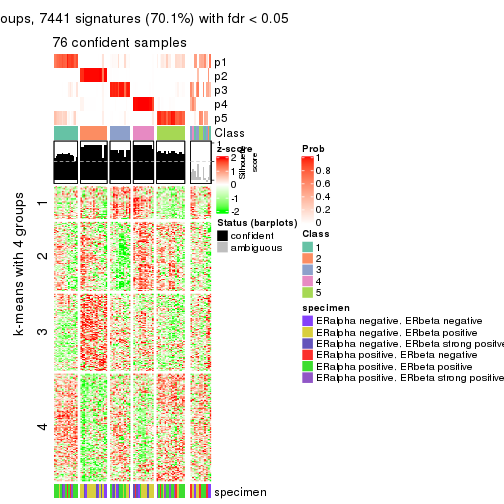 oups, 7441 signatures (70.1%) with fdr < 0.05
76 confident samples
p1
p2
p3
p4
p5
Class
1
z-score
2
1
0
-1
-2
Silhouette
score
Prob
1
0.8
0.6
0.4
0.2
0
Status (barplots)
confident
ambiguous
Class
1
2
3
4
5
specimen
ERalpha negative. ERbeta negative
ERalpha negative. ERbeta positive
ERalpha negative. ERbeta strong positive
ERalpha positive. ERbeta negative
ERalpha positive. ERbeta positive
ERalpha positive. ERbeta strong positive
k-means with 4 groups
1
2
3
4
specimen